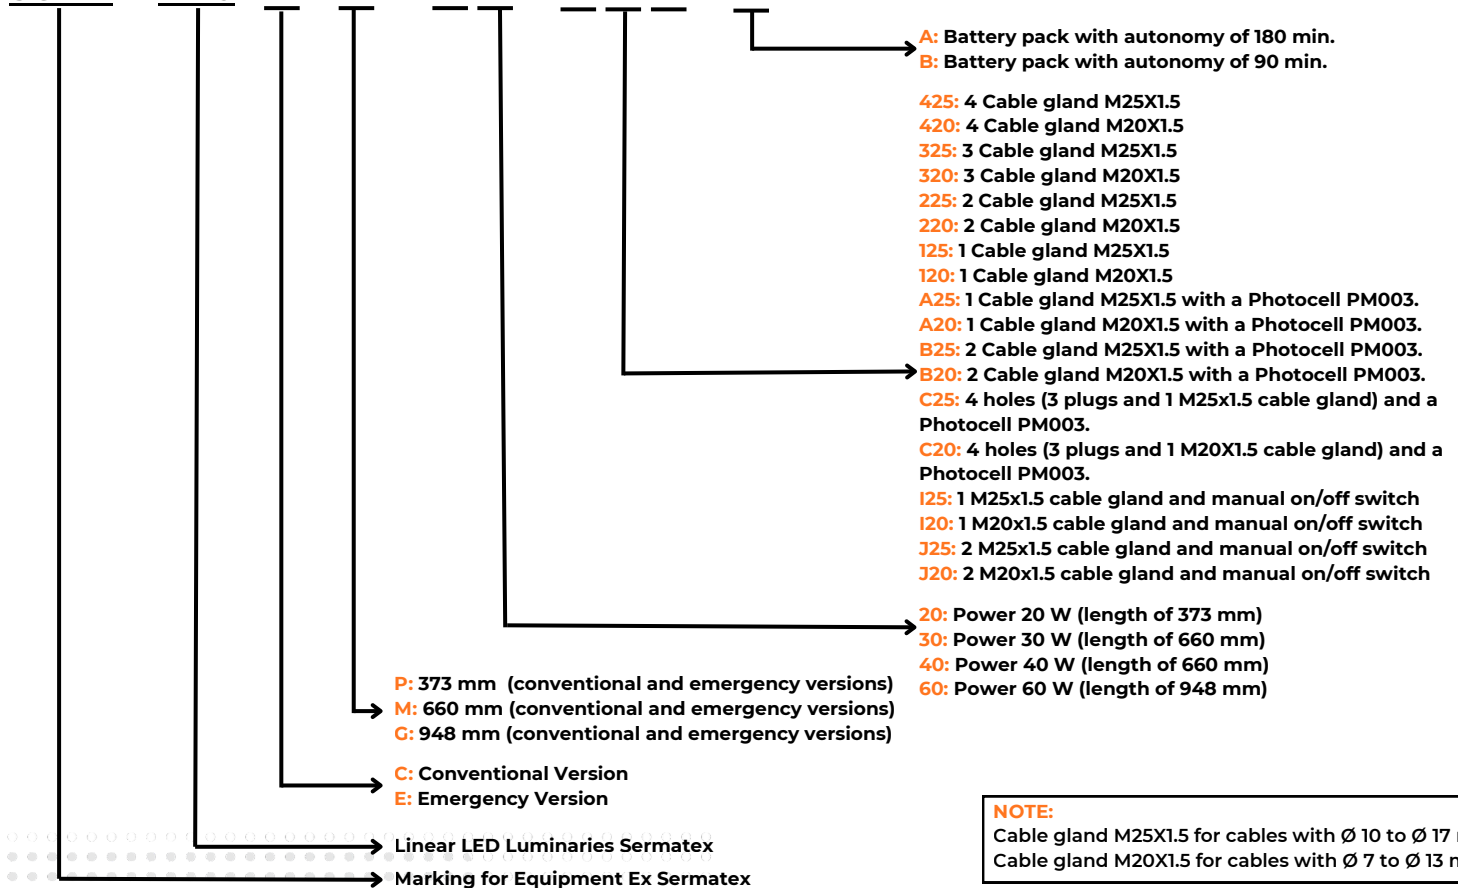 A: Battery pack with autonomy of 180 min.
B: Battery pack with autonomy of 90 min.
425: 4 Cable gland M25X1.5
420: 4 Cable gland M20X1.5
325: 3 Cable gland M25X1.5
320: 3 Cable gland M20X1.5
225: 2 Cable gland M25X1.5
220: 2 Cable gland M20X1.5
125: 1 Cable gland M25X1.5
120: 1 Cable gland M20X1.5
A25: 1 Cable gland M25X1.5 with a Photocell PM003.
A20: 1 Cable gland M20X1.5 with a Photocell PM003.
B25: 2 Cable gland M25X1.5 with a Photocell PM003.
B20: 2 Cable gland M20X1.5 with a Photocell PM003.
C25: 4 holes (3 plugs and 1 M25x1.5 cable gland) and a
Photocell PM003.
C20: 4 holes (3 plugs and 1 M20X1.5 cable gland) and a
Photocell PM003.
I25: 1 M25x1.5 cable gland and manual on/off switch
I20: 1 M20x1.5 cable gland and manual on/off switch
J25: 2 M25x1.5 cable gland and manual on/off switch
J20: 2 M20x1.5 cable gland and manual on/off switch
20: Power 20 W (length of 373 mm)
30: Power 30 W (length of 660 mm)
40: Power 40 W (length of 660 mm)
60: Power 60 W (length of 948 mm)
P: 373 mm (conventional and emergency versions)
M: 660 mm (conventional and emergency versions)
G: 948 mm (conventional and emergency versions)
C: Conventional Version
E: Emergency Version
Linear LED Luminaries Sermatex
Marking for Equipment Ex Sermatex
NOTE:
Cable gland M25X1.5 for cables with Ø 10 to Ø 17
Cable gland M20X1.5 for cables with Ø 7 to Ø 13